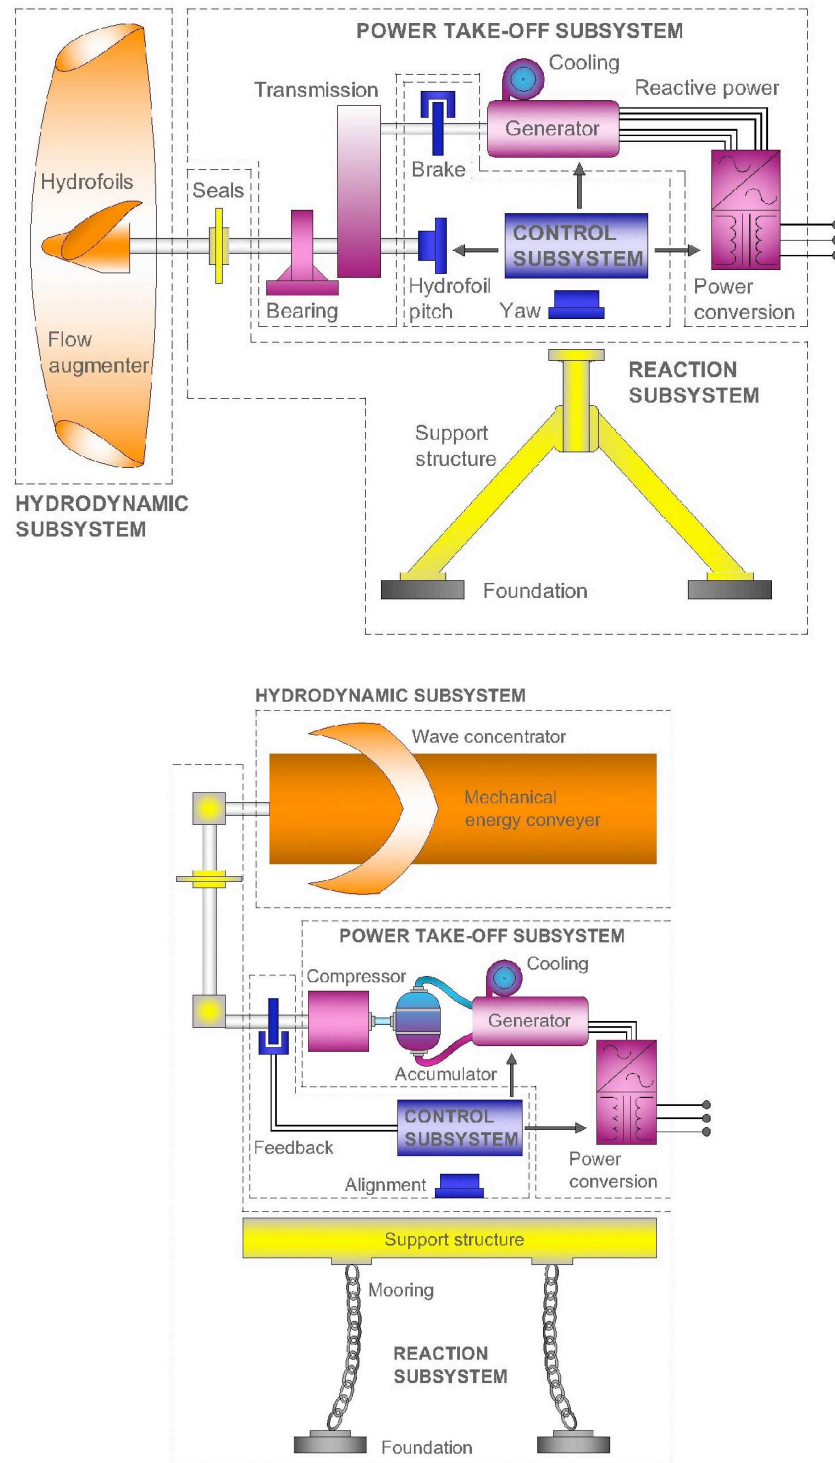 POWER TAKE-OFF SUBSYSTEM
Cooling
Transmission
Reactive power
Generator
Brake
Hydrofoils
Seals
CONTROL
SUBSYSTEM
Hydrofoil
pitch
Bearing
Yaw
Power
conversion
Flow
augmenter
REACTION
SUBSYSTEM
Support
structure
HYDRODYNAMIC
SUBSYSTEM
Foundation
HYDRODYNAMIC SUBSYSTEM
Wave concentrator
Mechanical
energy conveyer
POWER TAKE-OFF SUBSYSTEM
Compressor
Cooling
Generator
Accumulator
CONTROL
SUBSYSTEM
Feedback
Power
conversion
Alignment
Support structure
Mooring
REACTION
SUBSYSTEM
Foundation